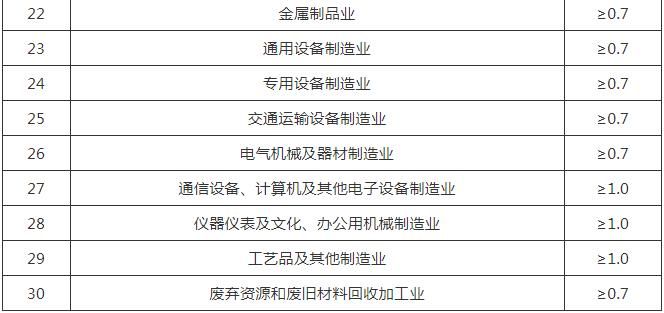 22 金属制品业 ≥0.7
23 通用设备制造业 ≥0.7
24 专用设备制造业 ≥0.7
25 交通运输设备制造业 ≥0.7
26 电气机械及器材制造业 ≥0.7
27 通信设备、计算机及其他电子设备制造业 ≥1.0
28 仪器仪表及文化、办公用机械制造业 ≥1.0
29 工艺品及其他制造业 ≥1.0
30 废弃资源和废旧材料回收加工业 ≥0.7